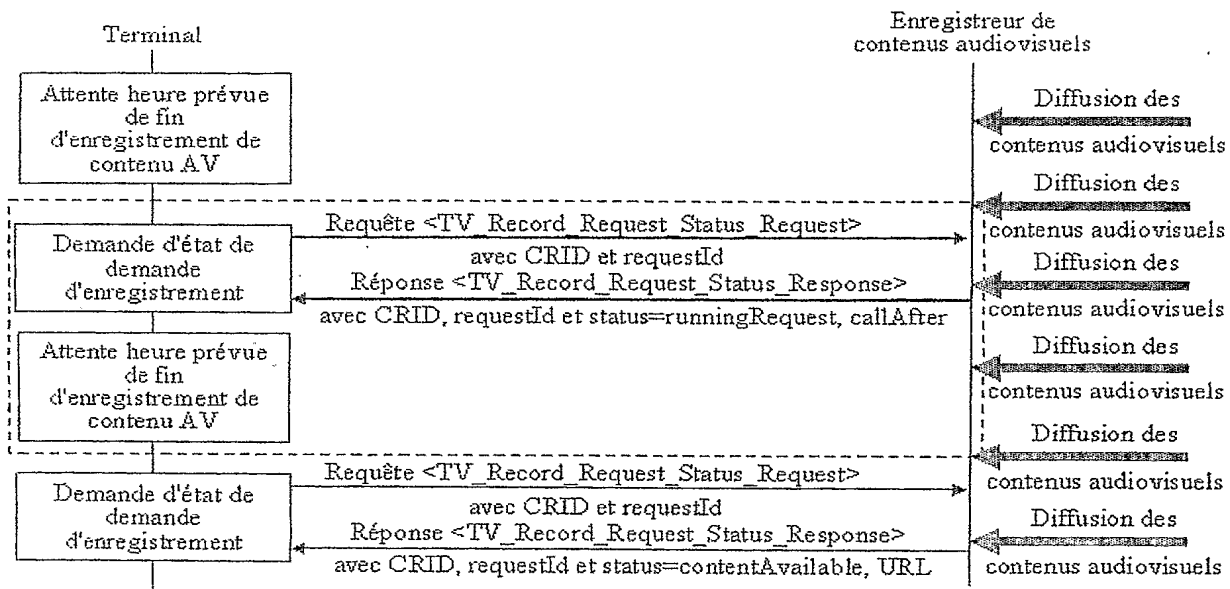 Terminal
Enregistreur de
contenus audiovisuels
Attente heure prévue
de fin
d'enregistrement de
contenu AV
Diffusion des
contenus audiovisuels
Diffusion des
contenus audiovisuels
Requête <TV_Record_Request_Status_Request>
avec CRID et requestId
Demande d'état de
demande
d'enregistrement
Réponse <TV_Record_Request_Status_Response>
avec CRID, requestId et status=runningRequest, callAfter
Diffusion des
contenus audiovisuels
Attente heure prévue
de fin
d'enregistrement de
contenu AV
Diffusion des
contenus audiovisuels
Diffusion des
contenus audiovisuels
Requête <TV_Record_Request_Status_Request>
avec CRID et requestId
Demande d'état de
demande
d'enregistrement
Réponse <TV_Record_Request_Status_Response>
avec CRID, requestId et status=contentAvailable, URL
Diffusion des
contenus audiovisuels